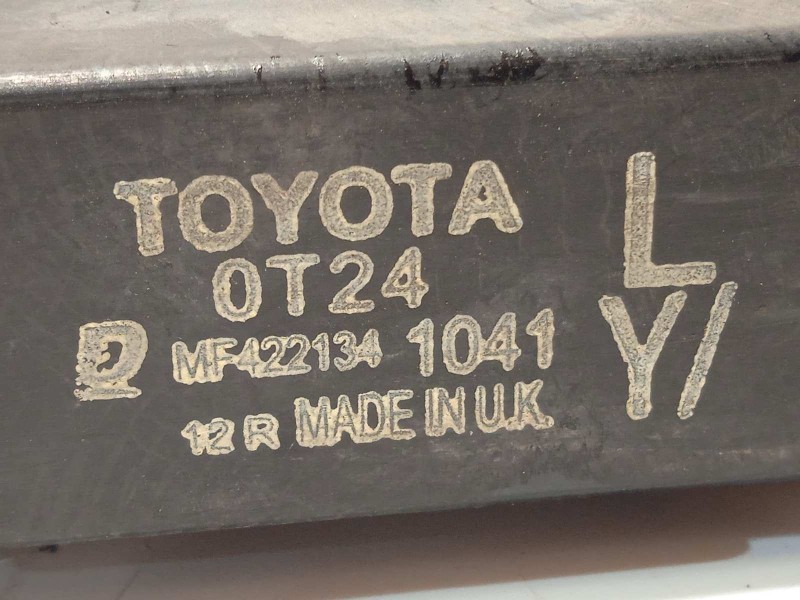 TOYOTA L
0T24
MF422134 1041 Y/
12 R MADE IN U.K.